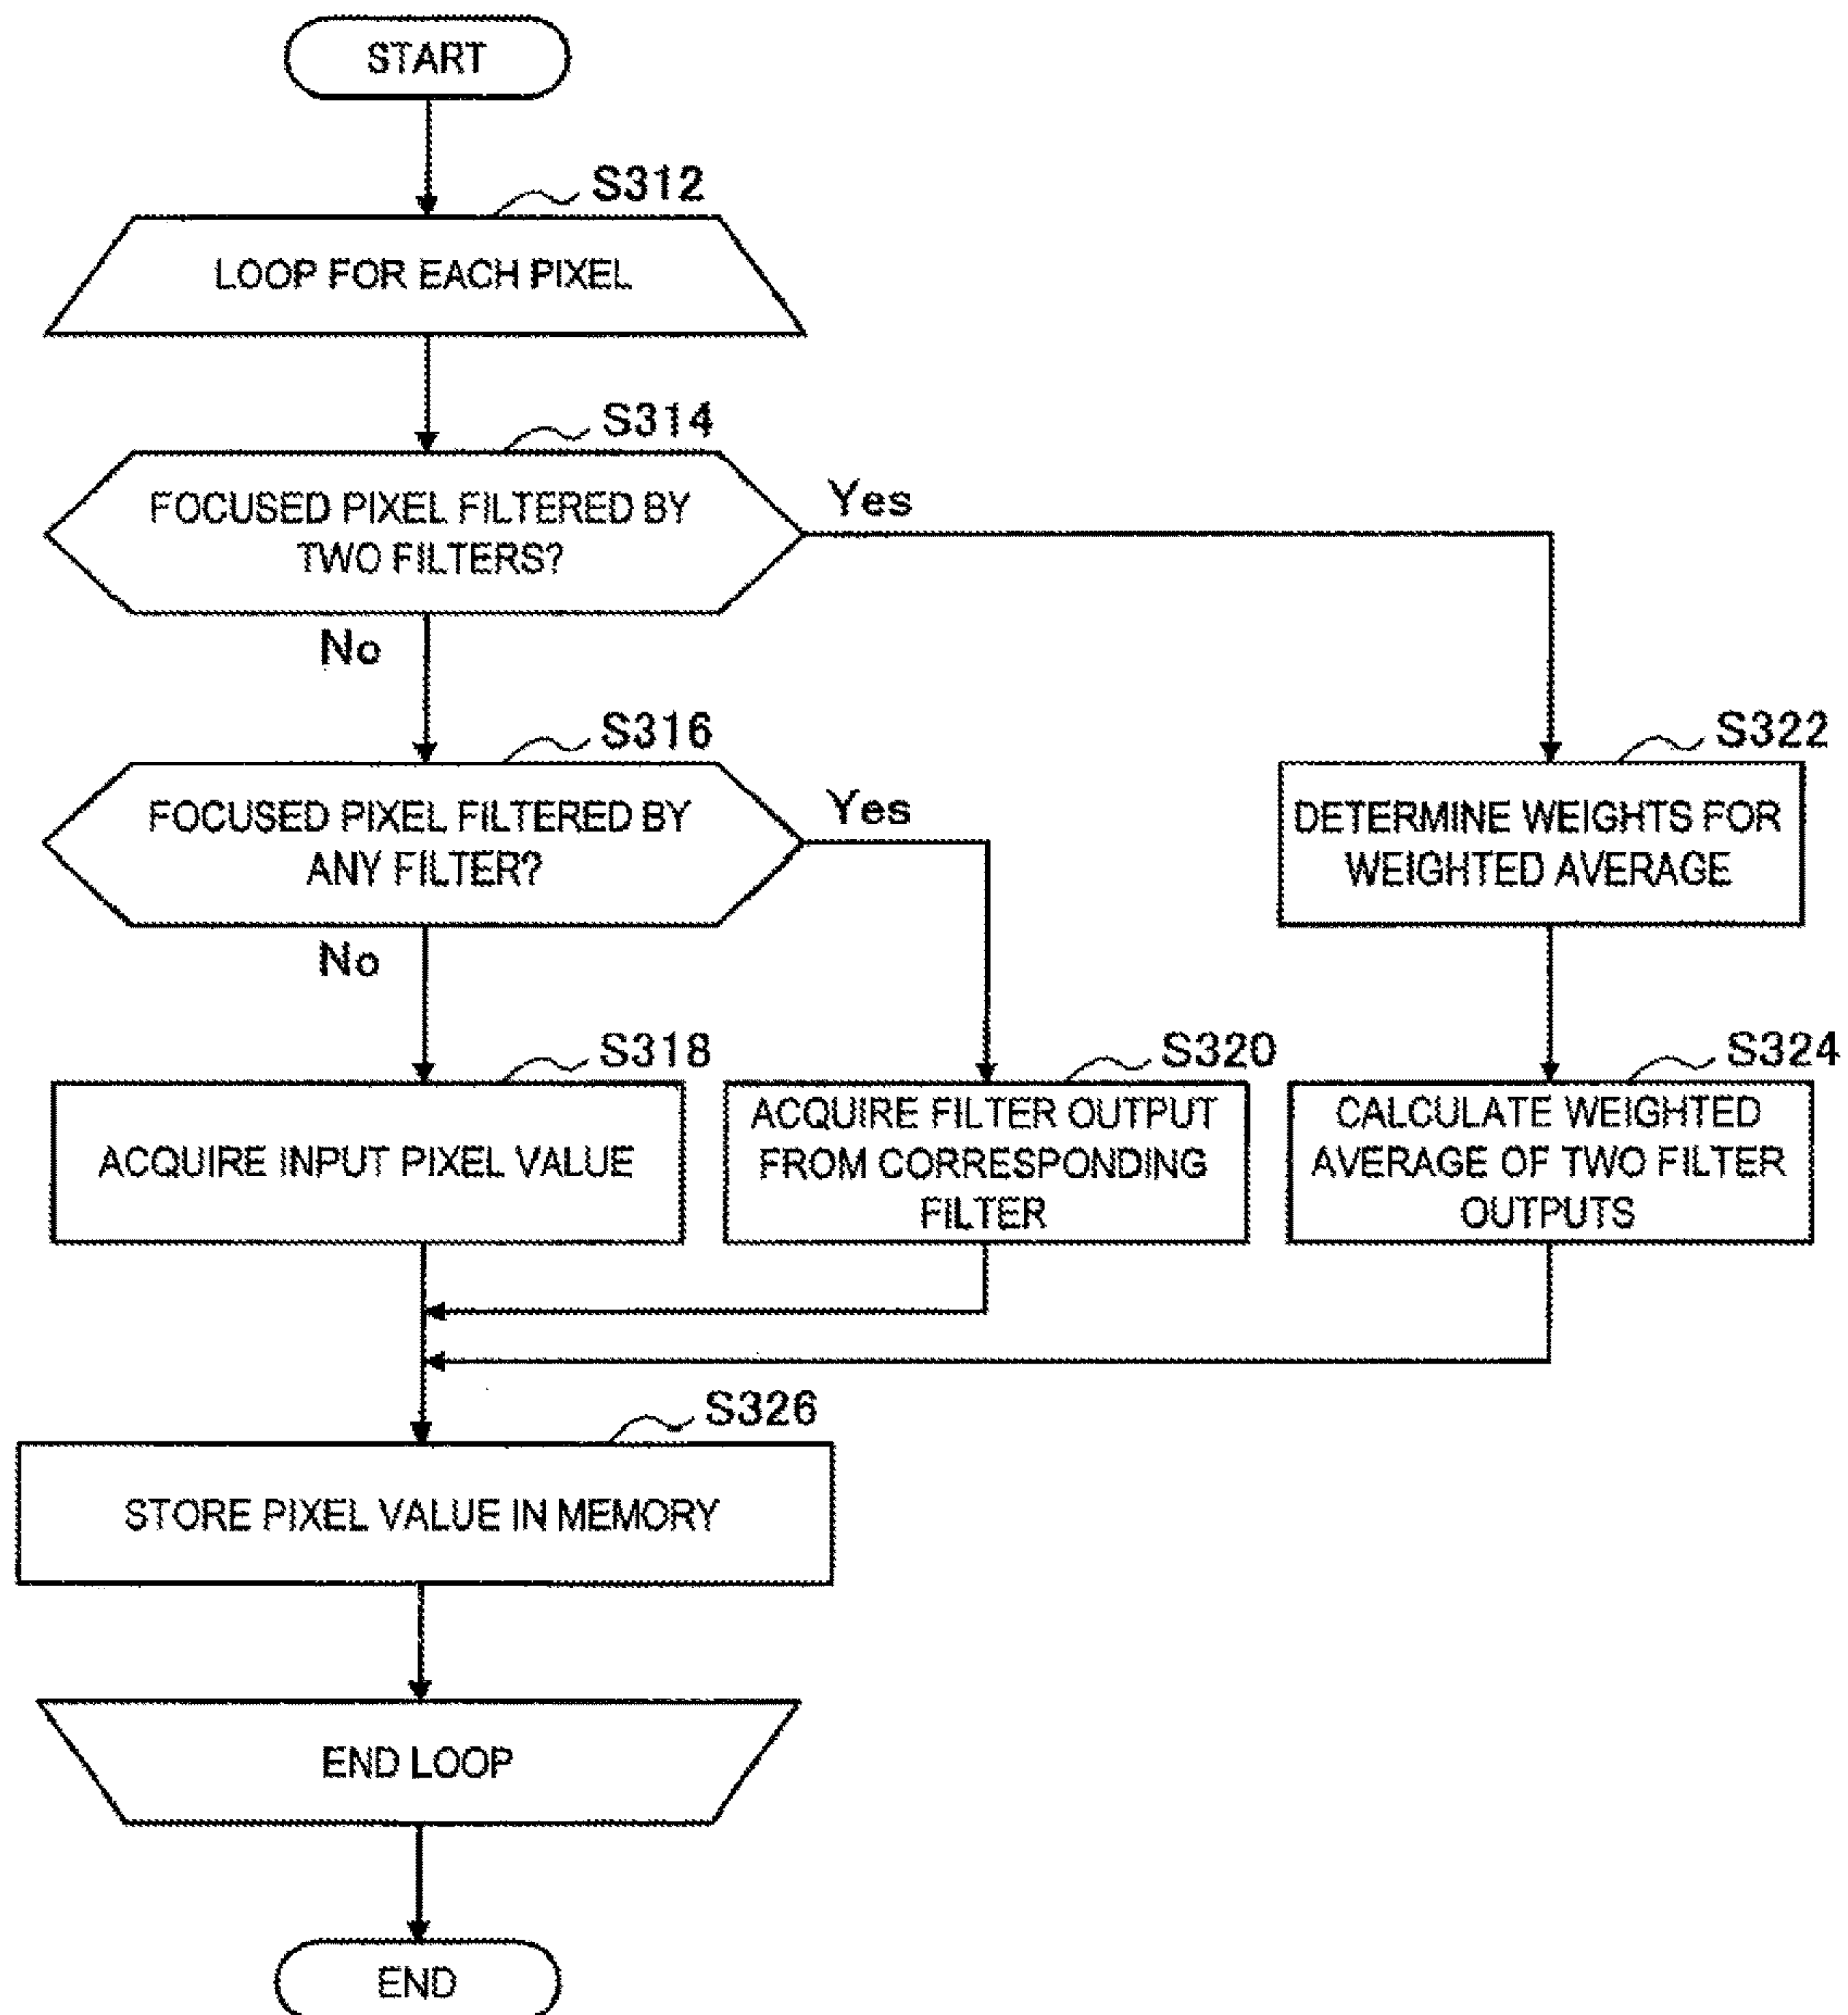 START
S312
LOOP FOR EACH PIXEL
S314
FOCUSED PIXEL FILTERED BY
TWO FILTERS?
Yes
No
S316
FOCUSED PIXEL FILTERED BY
ANY FILTER?
Yes
No
S322
DETERMINE WEIGHTS FOR
WEIGHTED AVERAGE
S318
ACQUIRE INPUT PIXEL VALUE
S320
ACQUIRE FILTER OUTPUT
FROM CORRESPONDING
FILTER
S324
CALCULATE WEIGHTED
AVERAGE OF TWO FILTER
OUTPUTS
S326
STORE PIXEL VALUE IN MEMORY
END LOOP
END